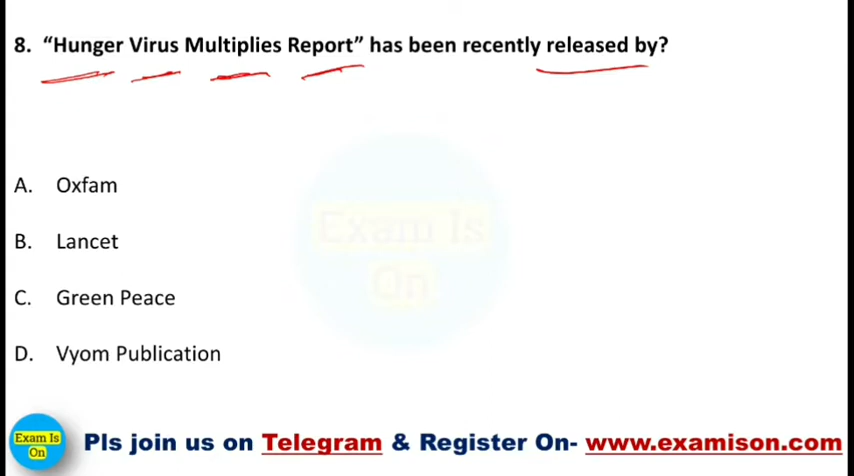 8. “Hunger Virus Multiplies Report” has been recently released by?
A. Oxfam
Exam Is
On
B. Lancet
C. Green Peace
D. Vyom Publication
Exam Is
On
Pls join us on Telegram & Register On- www.examison.com